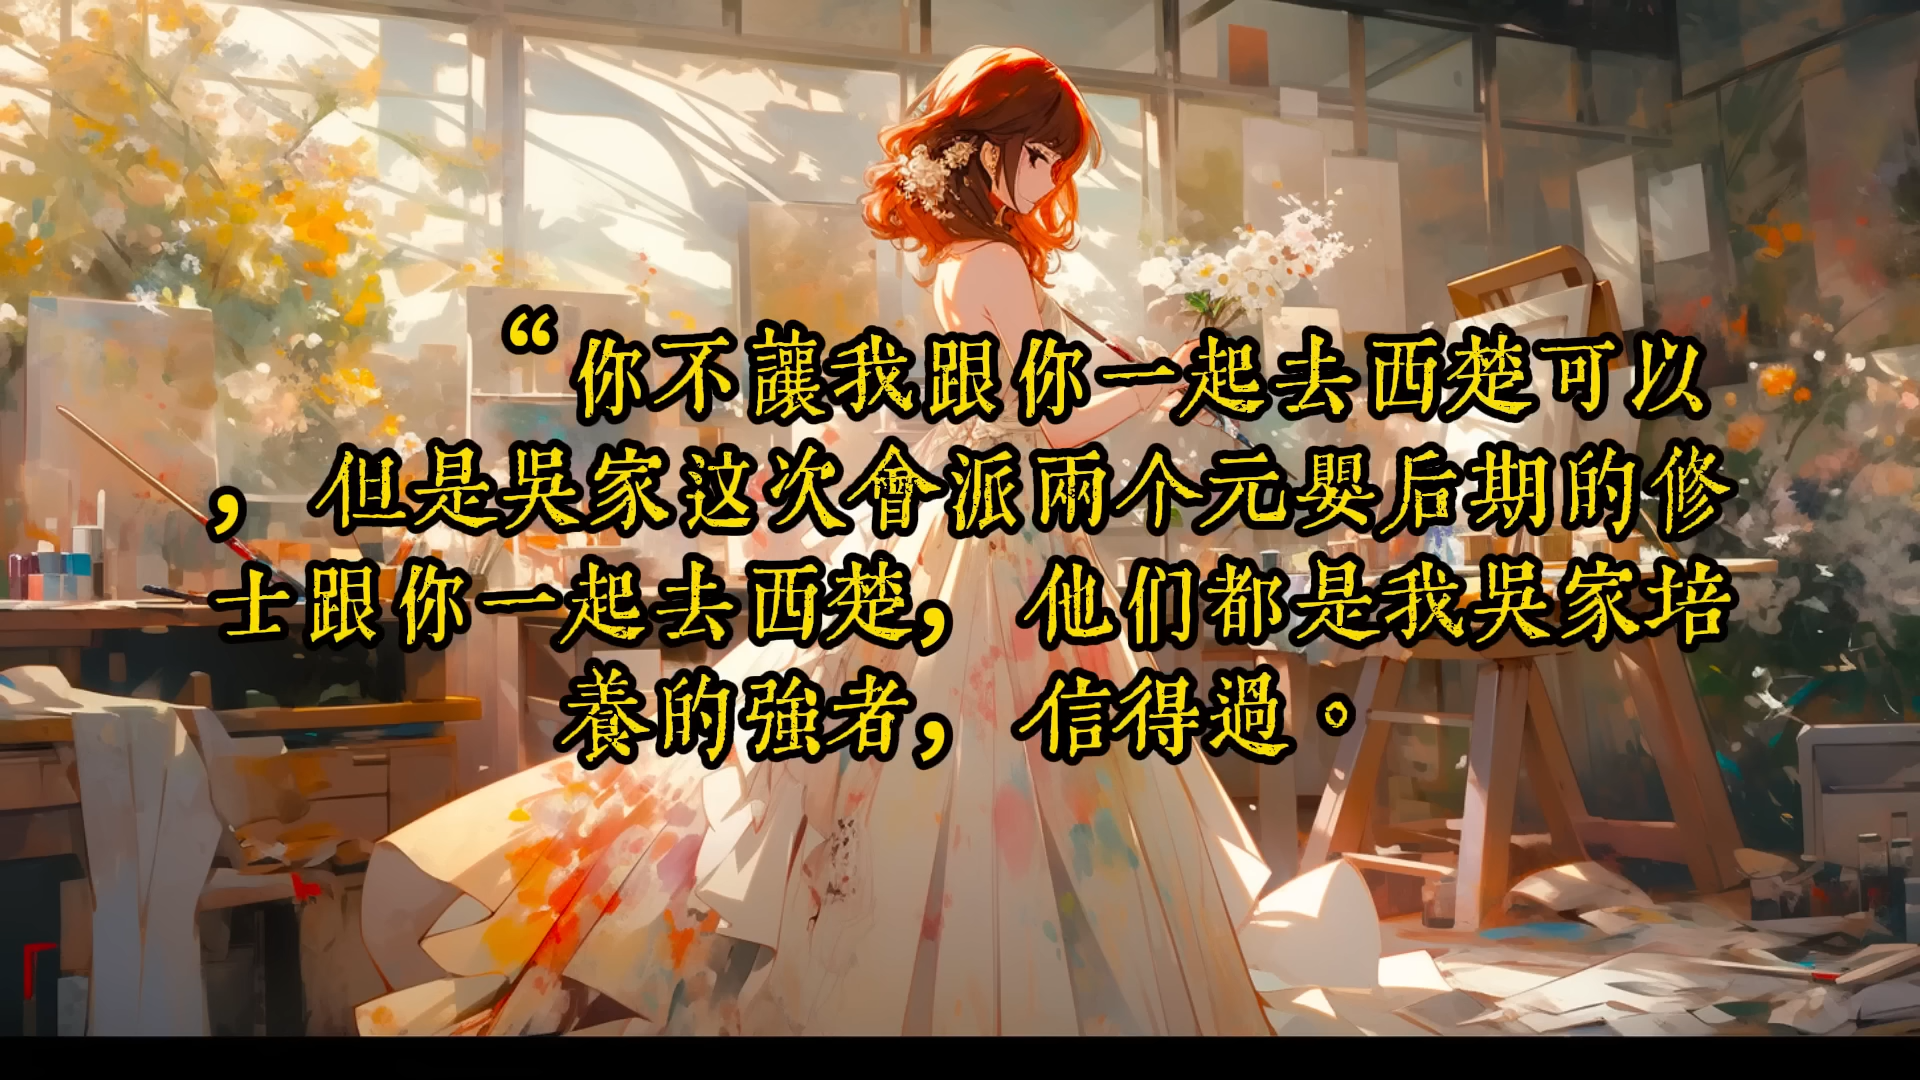 “你不讓我跟你一起去西楚可以
，但是吳家这次會派兩个元嬰后期的修
士跟你一起去西楚，他们都是我吳家培
養的強者，信得過。